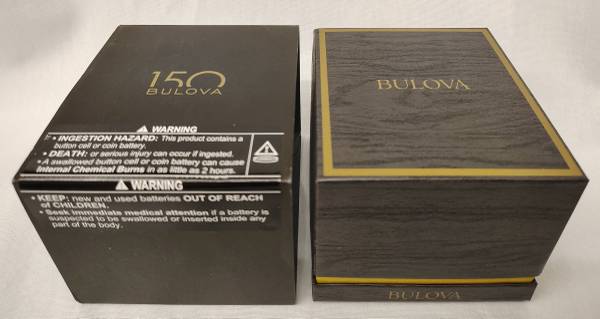 150
BULOVA
⚠ WARNING
• INGESTION HAZARD: This product contains a
button cell or coin battery.
• DEATH: or serious injury can occur if ingested.
• A swallowed button cell or coin battery can cause
Internal Chemical Burns in as little as 2 hours.
⚠ WARNING
• KEEP: new and used batteries OUT OF REACH
of CHILDREN.
• Seek immediate medical attention if a battery is
suspected to be swallowed or inserted inside any
part of the body.
BULOVA
BULOVA